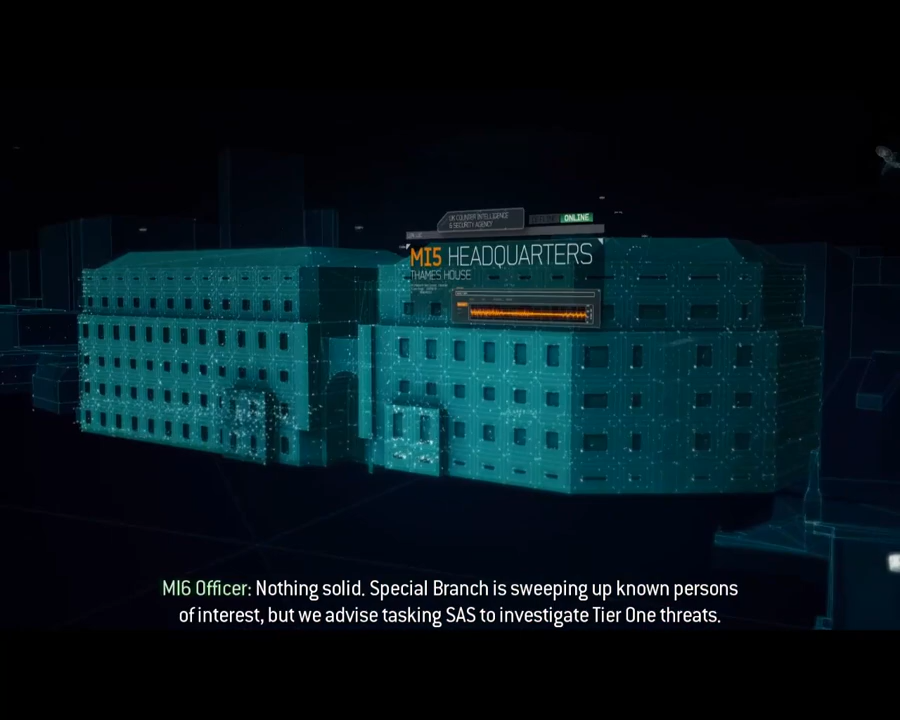 UK COUNTER INTELLIGENCE
& SECURITY AGENCY
ONLINE
MI5 HEADQUARTERS
THAMES HOUSE
MI6 Officer: Nothing solid. Special Branch is sweeping up known persons
of interest, but we advise tasking SAS to investigate Tier One threats.